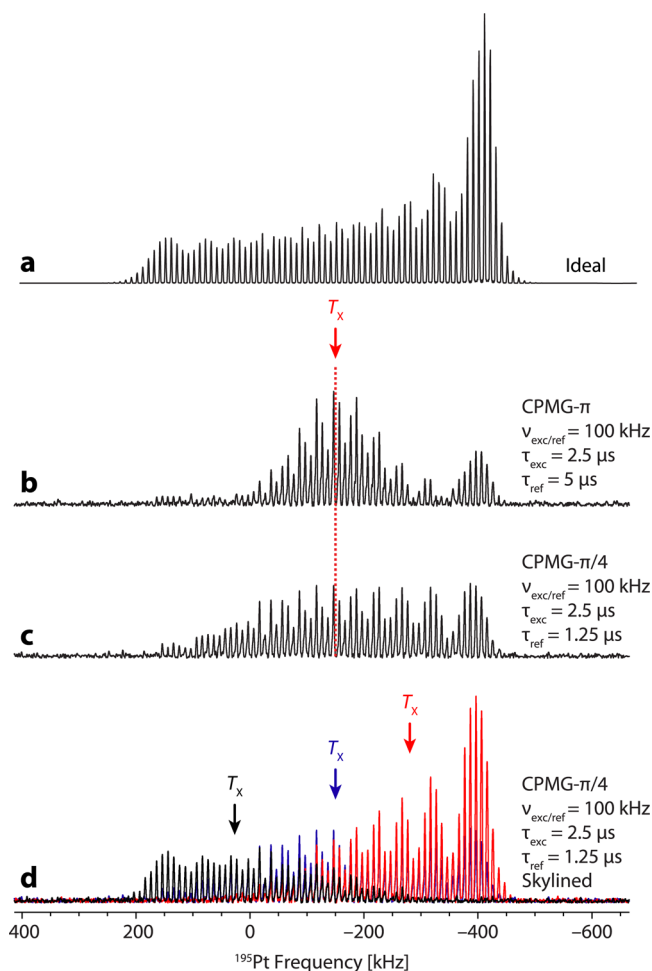 a
Ideal
Tx
CPMG-π
νexc/ref = 100 kHz
τexc = 2.5 µs
b
τref = 5 µs
CPMG-π/4
νexc/ref = 100 kHz
τexc = 2.5 µs
c
τref = 1.25 µs
Tx
Tx
Tx
CPMG-π/4
νexc/ref = 100 kHz
τexc = 2.5 µs
τref = 1.25 µs
d
Skylined
400 200 0 −200 −400 −600
¹⁹⁵Pt Frequency [kHz]